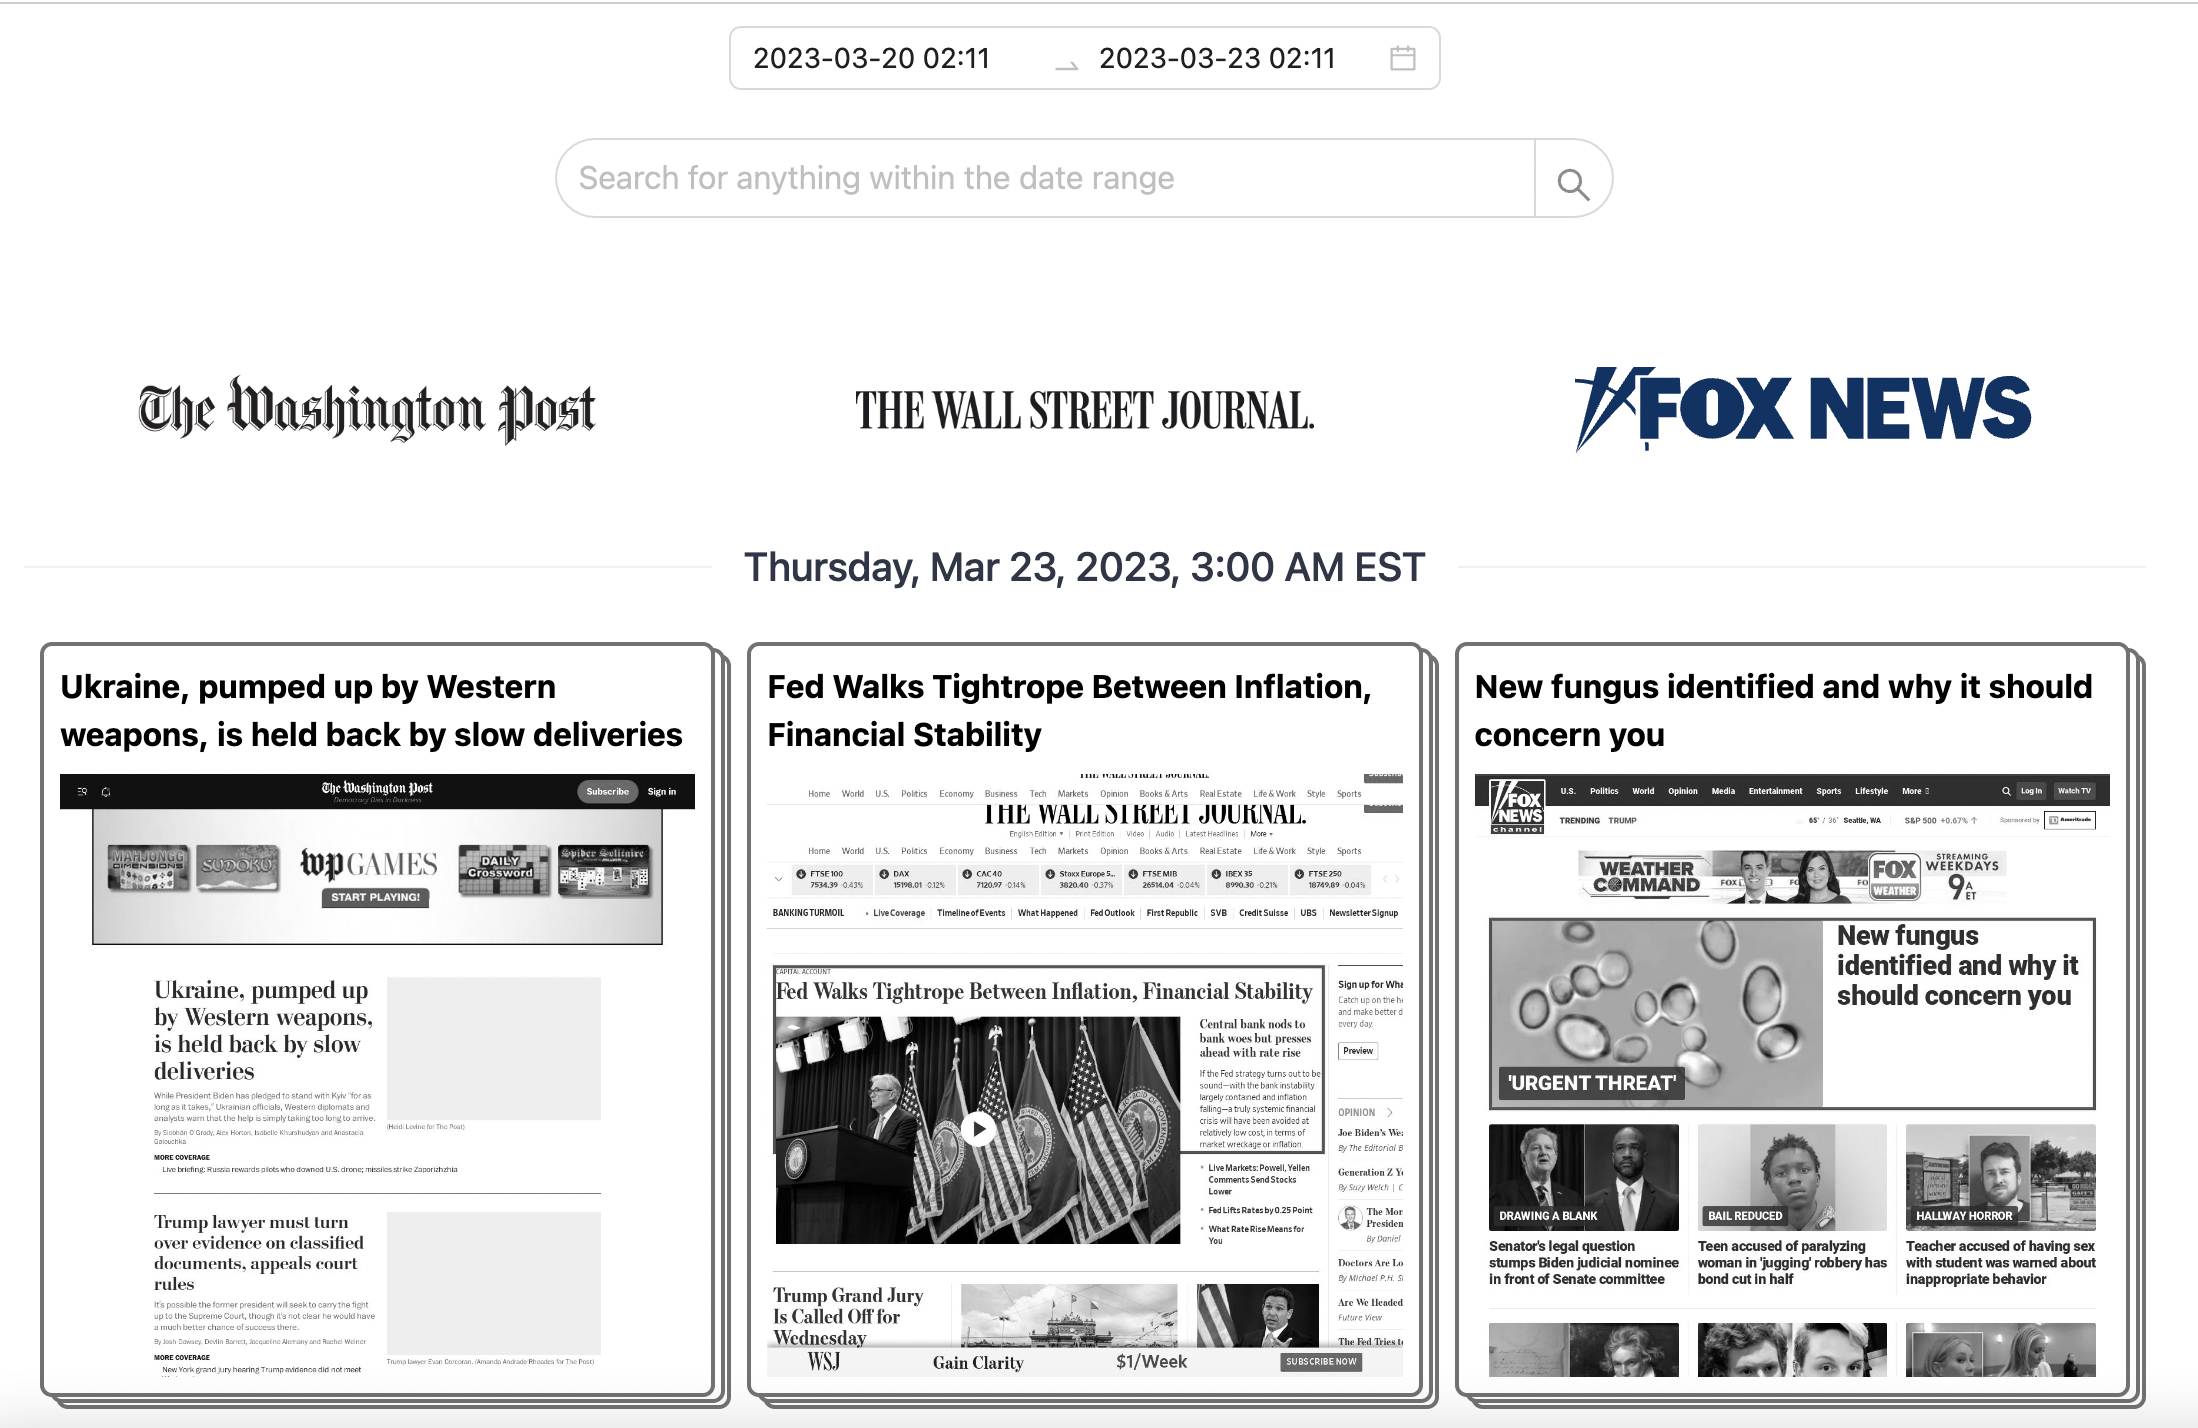 2023-03-20 02:11
2023-03-23 02:11
Search for anything within the date range
The Washington Post
THE WALL STREET JOURNAL.
FOX NEWS
Thursday, Mar 23, 2023, 3:00 AM EST
Ukraine, pumped up by Western
weapons, is held back by slow deliveries
The Washington Post
Democracy Dies in Darkness
Subscribe
Sign in
MAHJONGG
DIMENSIONS
SUDOKU
wp GAMES
START PLAYING!
DAILY
Crossword
Spider Solitaire
Ukraine, pumped up
by Western weapons,
is held back by slow
deliveries
While President Biden has pledged to stand with Kyiv "for as
long as it takes," Ukrainian officials, Western diplomats and
analysts warn that the help is simply taking too long to arrive.
By Siobhán O'Grady, Alex Horton, Isabelle Khurshudyan and Anastacia
Galouchka
(Heidi Levine for The Post)
MORE COVERAGE
Live briefing: Russia rewards pilots who downed U.S. drone; missiles strike Zaporizhzhia
Trump lawyer must turn
over evidence on classified
documents, appeals court
rules
It's possible the former president will seek to carry the fight
up to the Supreme Court, though it's not clear he would have
a much better chance of success there.
By Josh Dawsey, Devlin Barrett, Jacqueline Alemany and Rachel Weiner
Trump lawyer Evan Corcoran. (Amanda Andrade Rhoades for The Post)
MORE COVERAGE
New York grand jury hearing Trump evidence did not meet
Fed Walks Tightrope Between Inflation,
Financial Stability
THE WALL STREET JOURNAL.
Home World U.S. Politics Economy Business Tech Markets Opinion Books & Arts Real Estate Life & Work Style Sports
THE WALL STREET JOURNAL.
English Edition | Print Edition | Video | Audio | Latest Headlines | More
Home World U.S. Politics Economy Business Tech Markets Opinion Books & Arts Real Estate Life & Work Style Sports
FTSE 100 DAX CAC 40 Stoxx Europe 5... FTSE MIB IBEX 35 FTSE 250
7534.39 -0.43% 15198.01 -0.12% 7120.97 -0.14% 3820.40 -0.37% 26514.04 -0.04% 8990.30 -0.21% 18749.89 -0.04%
BANKING TURMOIL • Live Coverage Timeline of Events What Happened Fed Outlook First Republic SVB Credit Suisse UBS Newsletter Signup
CAPITAL ACCOUNT
Fed Walks Tightrope Between Inflation, Financial Stability
Central bank nods to
bank woes but presses
ahead with rate rise
If the Fed strategy turns out to be
sound—with the bank instability
largely contained and inflation
falling—a truly systemic financial
crisis will have been avoided at
relatively low cost, in terms of
market wreckage or inflation
• Live Markets: Powell, Yellen
Comments Send Stocks
Lower
• Fed Lifts Rates by 0.25 Point
• What Rate Rise Means for
You
Sign up for Wha
Catch up on the he
and make better d
every day.
Preview
OPINION
Joe Biden's Wea
By The Editorial B
Generation Z Yo
By Suzy Welch | C
The Mor
Presiden
By Daniel
Doctors Are Lo
By Michael P.H. S
Are We Headed
Future View
The Fed Tries to
Trump Grand Jury
Is Called Off for
Wednesday
WSJ
Gain Clarity
$1/Week
SUBSCRIBE NOW
New fungus identified and why it should
concern you
FOX
NEWS
channel
U.S. Politics World Opinion Media Entertainment Sports Lifestyle More
Log In
Watch TV
TRENDING TRUMP
65° / 36° Seattle, WA
S&P 500 +0.67%
Sponsored by
Ameritrade
WEATHER
COMMAND
FOX
WEATHER
STREAMING
WEEKDAYS
9A
ET
New fungus
identified and why it
should concern you
'URGENT THREAT'
DRAWING A BLANK
BAIL REDUCED
HALLWAY HORROR
Senator's legal question
stumps Biden judicial nominee
in front of Senate committee
Teen accused of paralyzing
woman in 'jugging' robbery has
bond cut in half
Teacher accused of having sex
with student was warned about
inappropriate behavior